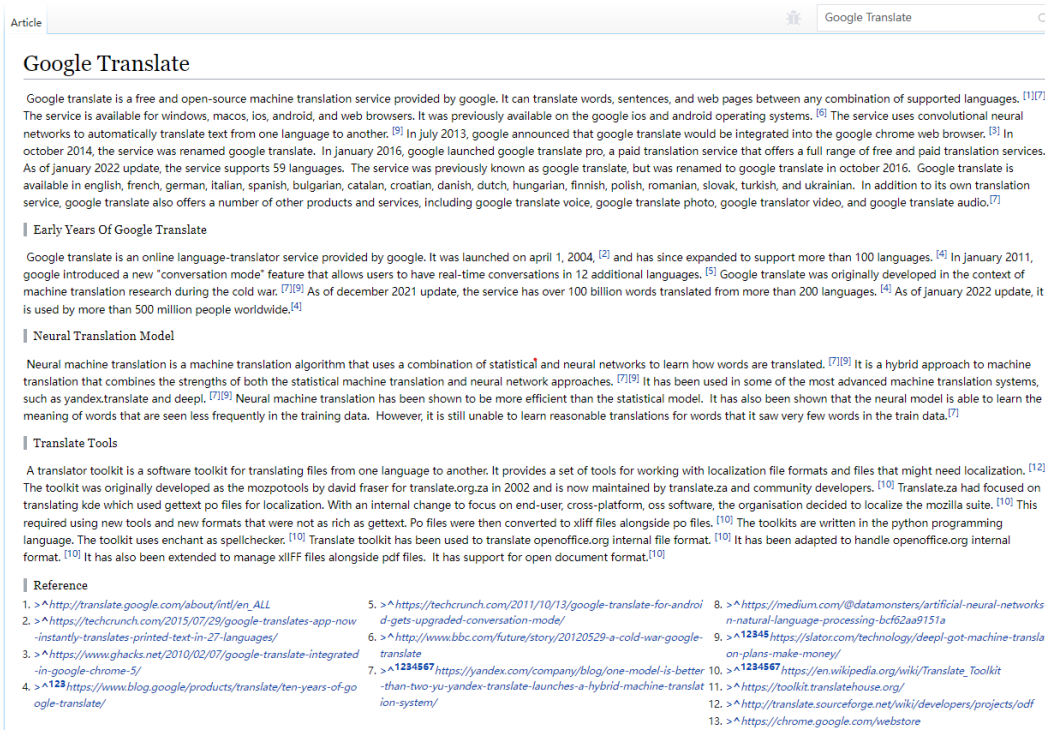 Article
Google Translate
Google Translate
Google translate is a free and open-source machine translation service provided by google. It can translate words, sentences, and web pages between any combination of supported languages. [1][7]
The service is available for windows, macos, ios, android, and web browsers. It was previously available on the google ios and android operating systems. [6] The service uses convolutional neural
networks to automatically translate text from one language to another. [9] In july 2013, google announced that google translate would be integrated into the google chrome web browser. [3] In
october 2014, the service was renamed google translate. In january 2016, google launched google translate pro, a paid translation service that offers a full range of free and paid translation services.
As of january 2022 update, the service supports 59 languages. The service was previously known as google translate, but was renamed to google translate in october 2016. Google translate is
available in english, french, german, italian, spanish, bulgarian, catalan, croatian, danish, dutch, hungarian, finnish, polish, romanian, slovak, turkish, and ukrainian. In addition to its own translation
service, google translate also offers a number of other products and services, including google translate voice, google translate photo, google translator video, and google translate audio.[7]
Early Years Of Google Translate
Google translate is an online language-translator service provided by google. It was launched on april 1, 2004, [2] and has since expanded to support more than 100 languages. [4] In january 2011,
google introduced a new "conversation mode" feature that allows users to have real-time conversations in 12 additional languages. [5] Google translate was originally developed in the context of
machine translation research during the cold war. [7][9] As of december 2021 update, the service has over 100 billion words translated from more than 200 languages. [4] As of january 2022 update, it
is used by more than 500 million people worldwide.[4]
Neural Translation Model
Neural machine translation is a machine translation algorithm that uses a combination of statistical and neural networks to learn how words are translated. [7][9] It is a hybrid approach to machine
translation that combines the strengths of both the statistical machine translation and neural network approaches. [7][9] It has been used in some of the most advanced machine translation systems,
such as yandex.translate and deepl. [7][9] Neural machine translation has been shown to be more efficient than the statistical model. It has also been shown that the neural model is able to learn the
meaning of words that are seen less frequently in the training data. However, it is still unable to learn reasonable translations for words that it saw very few words in the train data.[7]
Translate Tools
A translator toolkit is a software toolkit for translating files from one language to another. It provides a set of tools for working with localization file formats and files that might need localization. [12]
The toolkit was originally developed as the mozpotools by david fraser for translate.org.za in 2002 and is now maintained by translate.za and community developers. [10] Translate.za had focused on
translating kde which used gettext po files for localization. With an internal change to focus on end-user, cross-platform, oss software, the organisation decided to localize the mozilla suite. [10] This
required using new tools and new formats that were not as rich as gettext. Po files were then converted to xliff files alongside po files. [10] The toolkits are written in the python programming
language. The toolkit uses enchant as spellchecker. [10] Translate toolkit has been used to translate openoffice.org internal file format. [10] It has been adapted to handle openoffice.org internal
format. [10] It has also been extended to manage xlIFF files alongside pdf files. It has support for open document format.[10]
Reference
1. >^http://translate.google.com/about/intl/en_ALL
2. >^https://techcrunch.com/2015/07/29/google-translates-app-now
-instantly-translates-printed-text-in-27-languages/
3. >^https://www.ghacks.net/2010/02/07/google-translate-integrated
-in-google-chrome-5/
4. >^123https://www.blog.google/products/translate/ten-years-of-go
ogle-translate/
5. >^https://techcrunch.com/2011/10/13/google-translate-for-androi
d-gets-upgraded-conversation-mode/
6. >^http://www.bbc.com/future/story/20120529-a-cold-war-google-
translate
7. >^1234567https://yandex.com/company/blog/one-model-is-better
-than-two-yu-yandex-translate-launches-a-hybrid-machine-translat
ion-system/
8. >^https://medium.com/@datamonsters/artificial-neural-networks
n-natural-language-processing-bcf62aa9151a
9. >^12345https://slator.com/technology/deepl-got-machine-transla
on-plans-make-money/
10. >^1234567https://en.wikipedia.org/wiki/Translate_Toolkit
11. >^https://toolkit.translatehouse.org/
12. >^http://translate.sourceforge.net/wiki/developers/projects/odf
13. >^https://chrome.google.com/webstore